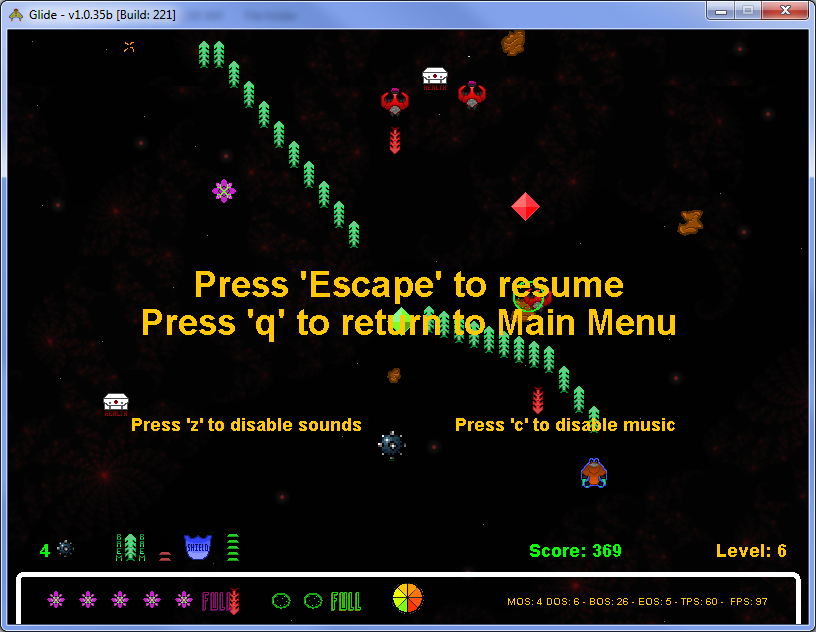 Glide - v1.0.35b [Build: 221]
HEALTH
Press 'Escape' to resume
Press 'q' to return to Main Menu
HEALTH
Press 'z' to disable sounds
Press 'c' to disable music
4
BEAM
BEAM
SHIELD
Score: 369
Level: 6
FULL
FULL
MOS: 4 DOS: 6 - BOS: 26 - EOS: 5 - TPS: 60 - FPS: 97